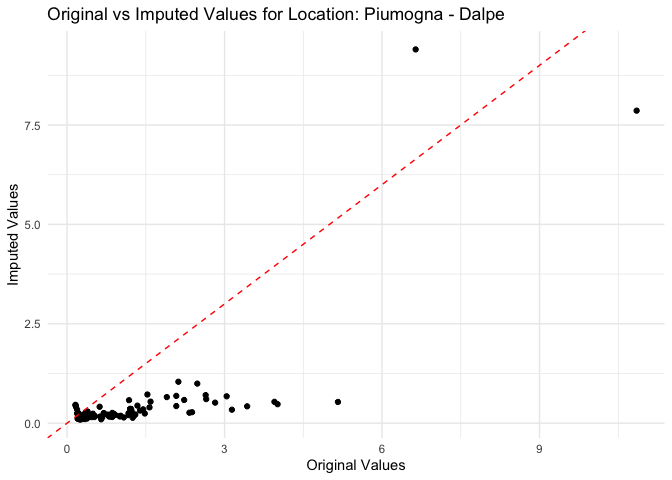 Original vs Imputed Values for Location: Piumogna - Dalpe
7.5
5.0
2.5
0.0
Imputed Values
0 3 6 9
Original Values